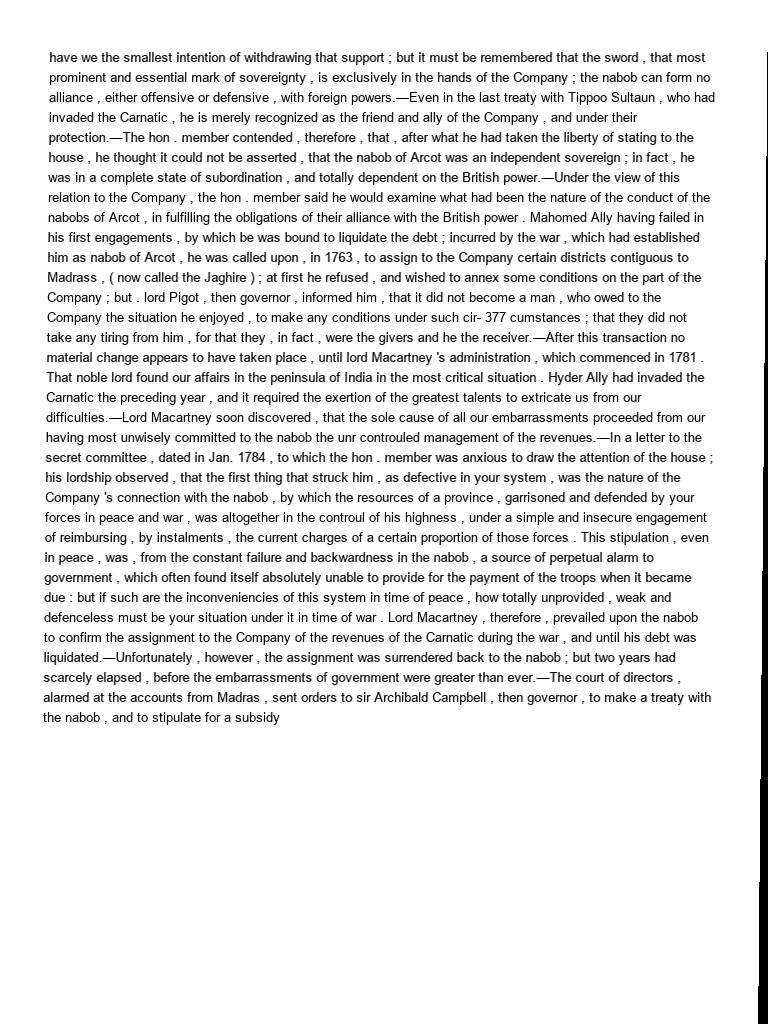 have we the smallest intention of withdrawing that support ; but it must be remembered that the sword , that most
prominent and essential mark of sovereignty , is exclusively in the hands of the Company ; the nabob can form no
alliance , either offensive or defensive , with foreign powers.—Even in the last treaty with Tippoo Sultaun , who had
invaded the Carnatic , he is merely recognized as the friend and ally of the Company , and under their
protection.—The hon . member contended , therefore , that , after what he had taken the liberty of stating to the
house , he thought it could not be asserted , that the nabob of Arcot was an independent sovereign ; in fact , he
was in a complete state of subordination , and totally dependent on the British power.—Under the view of this
relation to the Company , the hon . member said he would examine what had been the nature of the conduct of the
nabobs of Arcot , in fulfilling the obligations of their alliance with the British power . Mahomed Ally having failed in
his first engagements , by which be was bound to liquidate the debt ; incurred by the war , which had established
him as nabob of Arcot , he was called upon , in 1763 , to assign to the Company certain districts contiguous to
Madrass , ( now called the Jaghire ) ; at first he refused , and wished to annex some conditions on the part of the
Company ; but . lord Pigot , then governor , informed him , that it did not become a man , who owed to the
Company the situation he enjoyed , to make any conditions under such cir- 377 cumstances ; that they did not
take any tiring from him , for that they , in fact , were the givers and he the receiver.—After this transaction no
material change appears to have taken place , until lord Macartney 's administration , which commenced in 1781 .
That noble lord found our affairs in the peninsula of India in the most critical situation . Hyder Ally had invaded the
Carnatic the preceding year , and it required the exertion of the greatest talents to extricate us from our
difficulties.—Lord Macartney soon discovered , that the sole cause of all our embarrassments proceeded from our
having most unwisely committed to the nabob the unr controuled management of the revenues.—In a letter to the
secret committee , dated in Jan. 1784 , to which the hon . member was anxious to draw the attention of the house ;
his lordship observed , that the first thing that struck him , as defective in your system , was the nature of the
Company 's connection with the nabob , by which the resources of a province , garrisoned and defended by your
forces in peace and war , was altogether in the controul of his highness , under a simple and insecure engagement
of reimbursing , by instalments , the current charges of a certain proportion of those forces . This stipulation , even
in peace , was , from the constant failure and backwardness in the nabob , a source of perpetual alarm to
government , which often found itself absolutely unable to provide for the payment of the troops when it became
due : but if such are the inconveniencies of this system in time of peace , how totally unprovided , weak and
defenceless must be your situation under it in time of war . Lord Macartney , therefore , prevailed upon the nabob
to confirm the assignment to the Company of the revenues of the Carnatic during the war , and until his debt was
liquidated.—Unfortunately , however , the assignment was surrendered back to the nabob ; but two years had
scarcely elapsed , before the embarrassments of government were greater than ever.—The court of directors ,
alarmed at the accounts from Madras , sent orders to sir Archibald Campbell , then governor , to make a treaty with
the nabob , and to stipulate for a subsidy